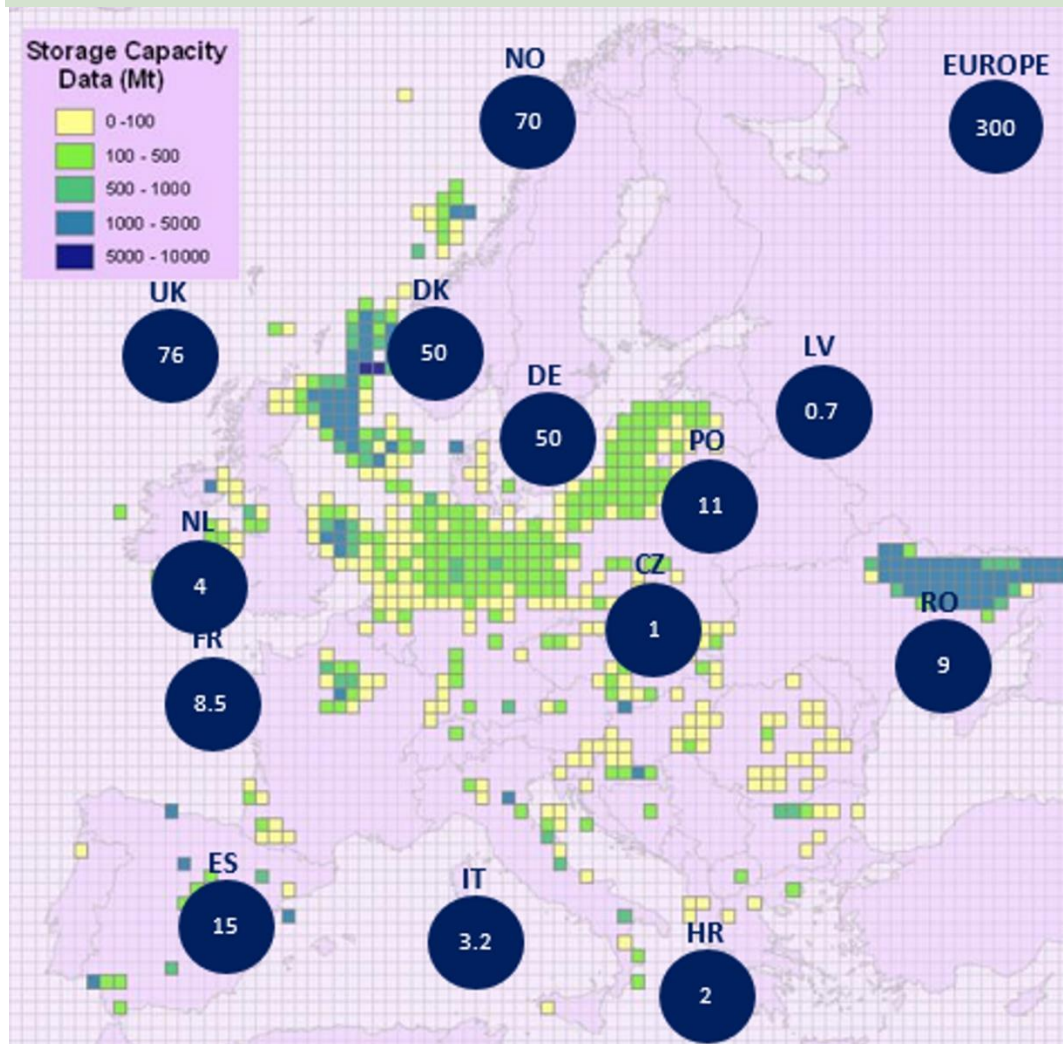 Storage Capacity
Data (Mt)
0 -100
100 - 500
500 - 1000
1000 - 5000
5000 - 10000
NO
70
EUROPE
300
UK
76
DK
50
DE
50
LV
0.7
PO
11
NL
4
CZ
1
RO
9
FR
8.5
ES
15
IT
3.2
HR
2